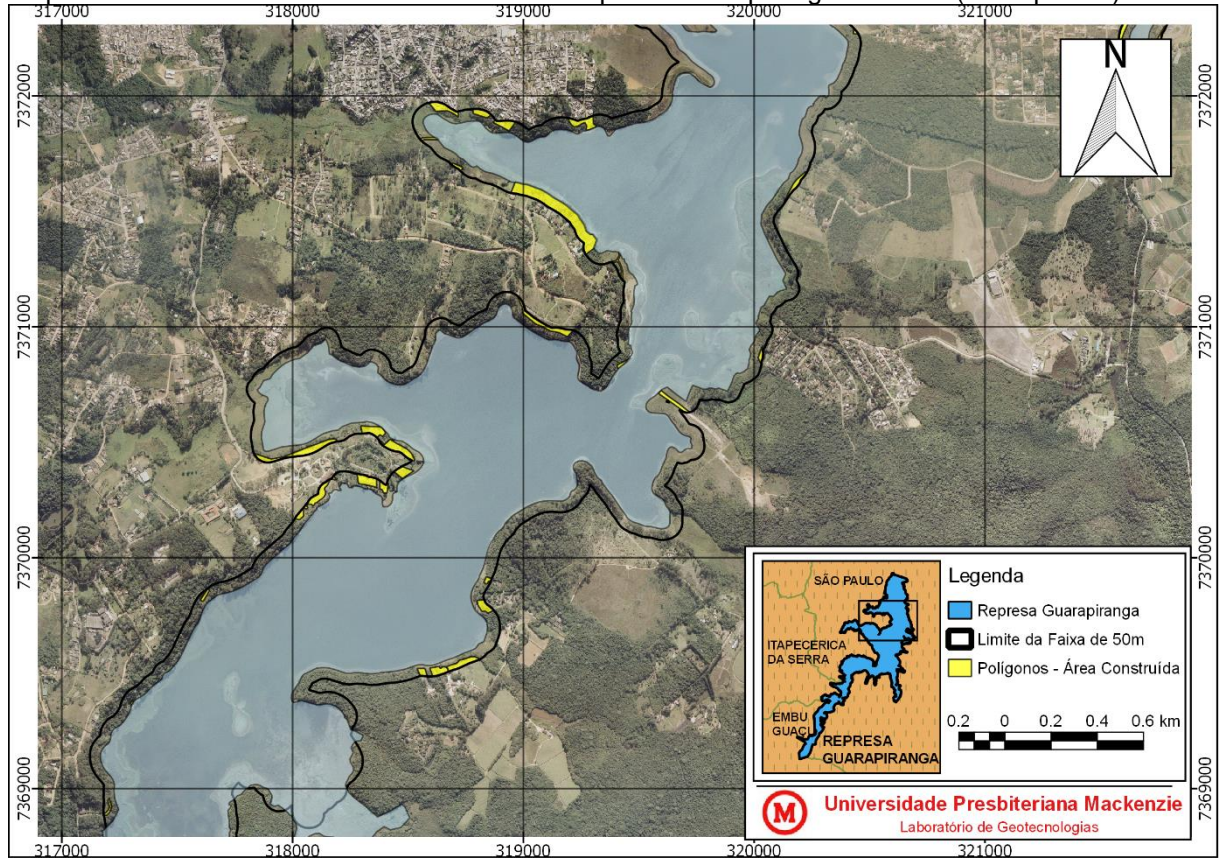 317000 318000 319000 320000 321000
N
7372000 7372000
7371000 7371000
7370000 7370000
7369000 7369000
SÃO PAULO
ITAPECERICA
DA SERRA
EMBU
GUAÇU
REPRESA
GUARAPIRANGA
Legenda
Represa Guarapiranga
Limite da Faixa de 50m
Polígonos - Área Construída
0.2 0 0.2 0.4 0.6 km
M Universidade Presbiteriana Mackenzie
Laboratório de Geotecnologias
317000 318000 319000 320000 321000